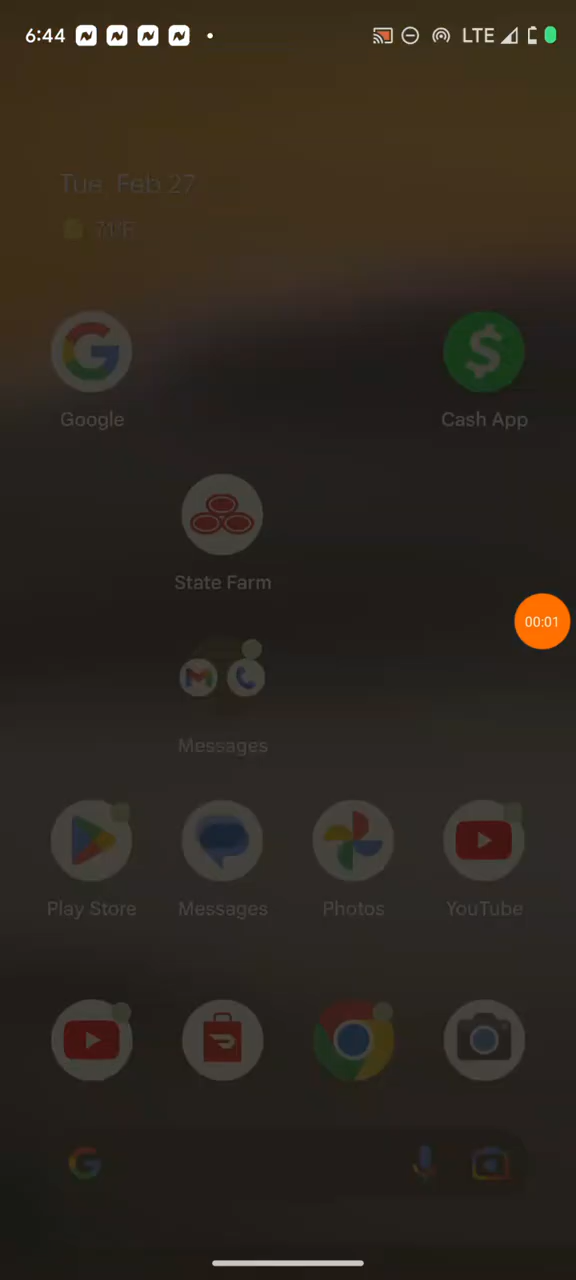 6:44 LTE
Tue, Feb 27
71°F
Google Cash App
State Farm
Messages
Play Store Messages Photos YouTube
00:01